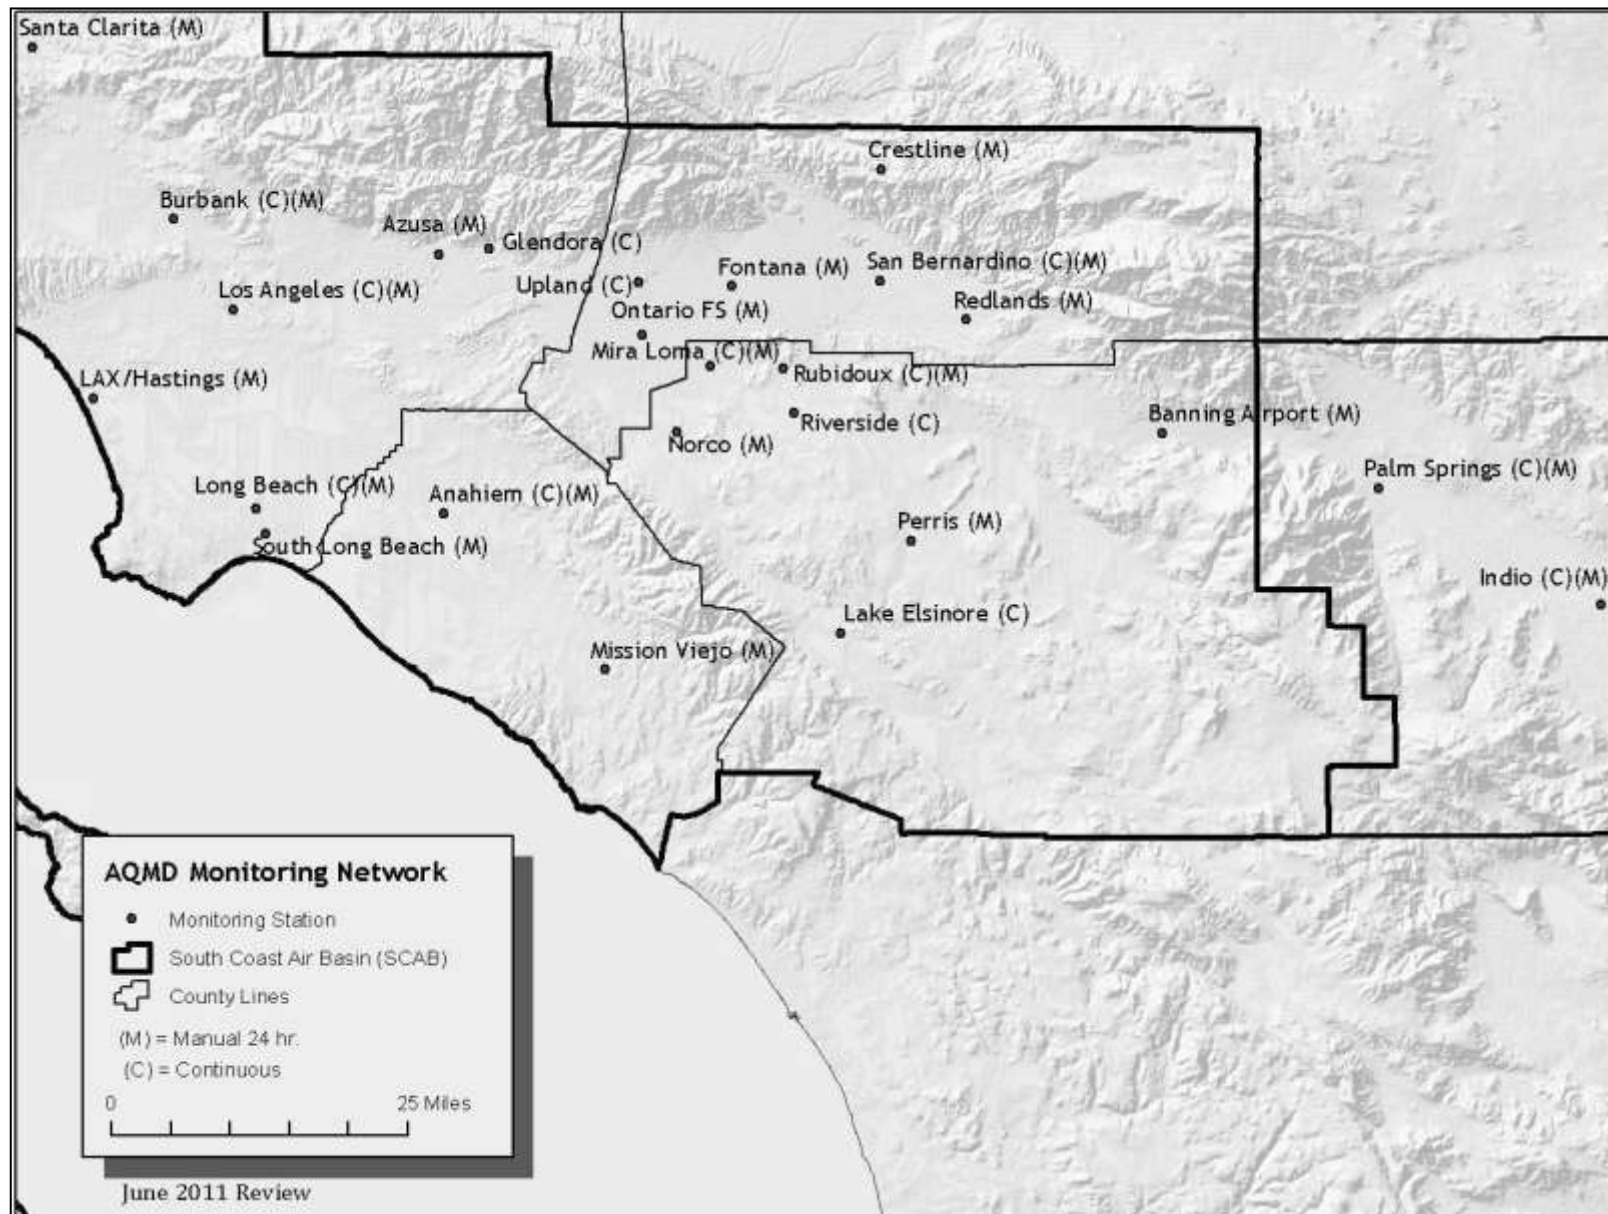 Santa Clarita (M)
Crestline (M)
Burbank (C)(M)
Azusa (M)
Glendora (C)
Fontana (M)
San Bernardino (C)(M)
Upland (C)
Los Angeles (C)(M)
Ontario FS (M)
Redlands (M)
Mira Loma (C)(M)
LAX/Hastings (M)
Rubidoux (C)(M)
Banning Airport (M)
Riverside (C)
Norco (M)
Palm Springs (C)(M)
Long Beach (C)(M)
Anahiem (C)(M)
Perris (M)
South Long Beach (M)
Indio (C)(M)
Lake Elsinore (C)
Mission Viejo (M)
AQMD Monitoring Network
Monitoring Station
South Coast Air Basin (SCAB)
County Lines
(M) = Manual 24 hr.
(C) = Continuous
0 25 Miles
June 2011 Review